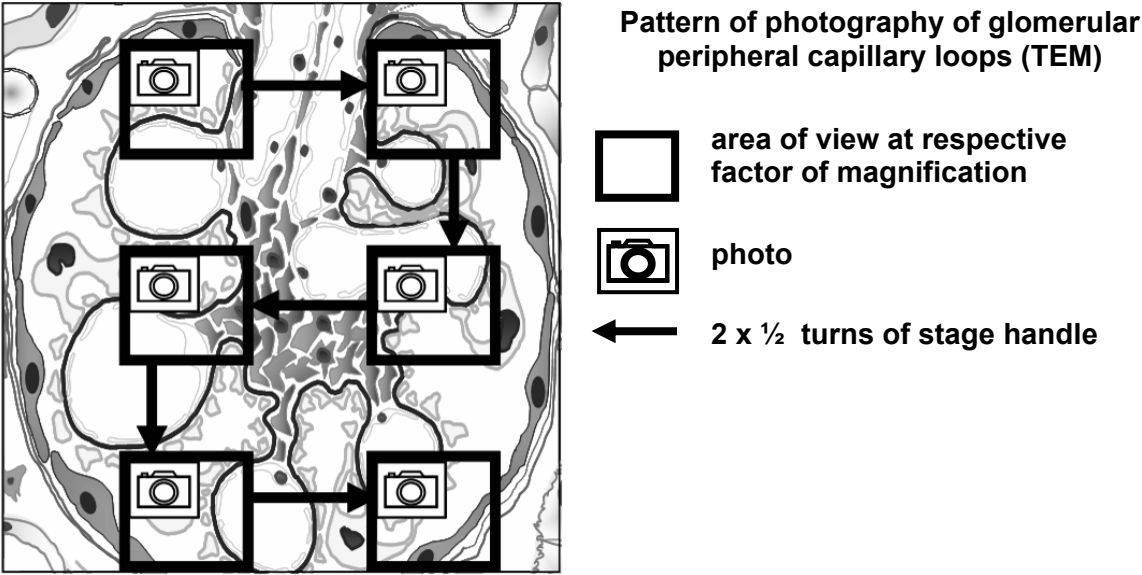 Pattern of photography of glomerular
peripheral capillary loops (TEM)
area of view at respective
factor of magnification
photo
2 x ½ turns of stage handle